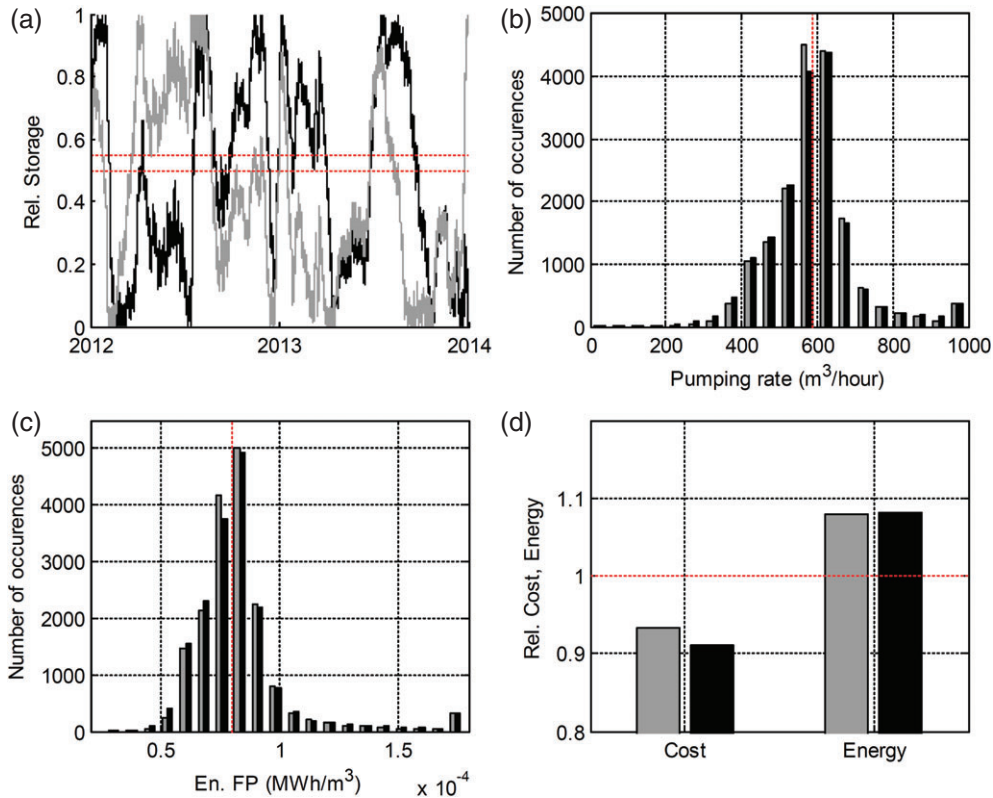 (a)
1
0.8
0.6
0.4
0.2
0
Rel. Storage
2012
2013
2014
(b)
5000
4000
3000
2000
1000
0
Number of occurences
0
200
400
600
800
1000
Pumping rate (m³/hour)
(c)
5000
4000
3000
2000
1000
0
Number of occurences
0.5
1
1.5
En. FP (MWh/m³)
x 10⁻⁴
(d)
1.1
1
0.9
0.8
Rel. Cost, Energy
Cost
Energy